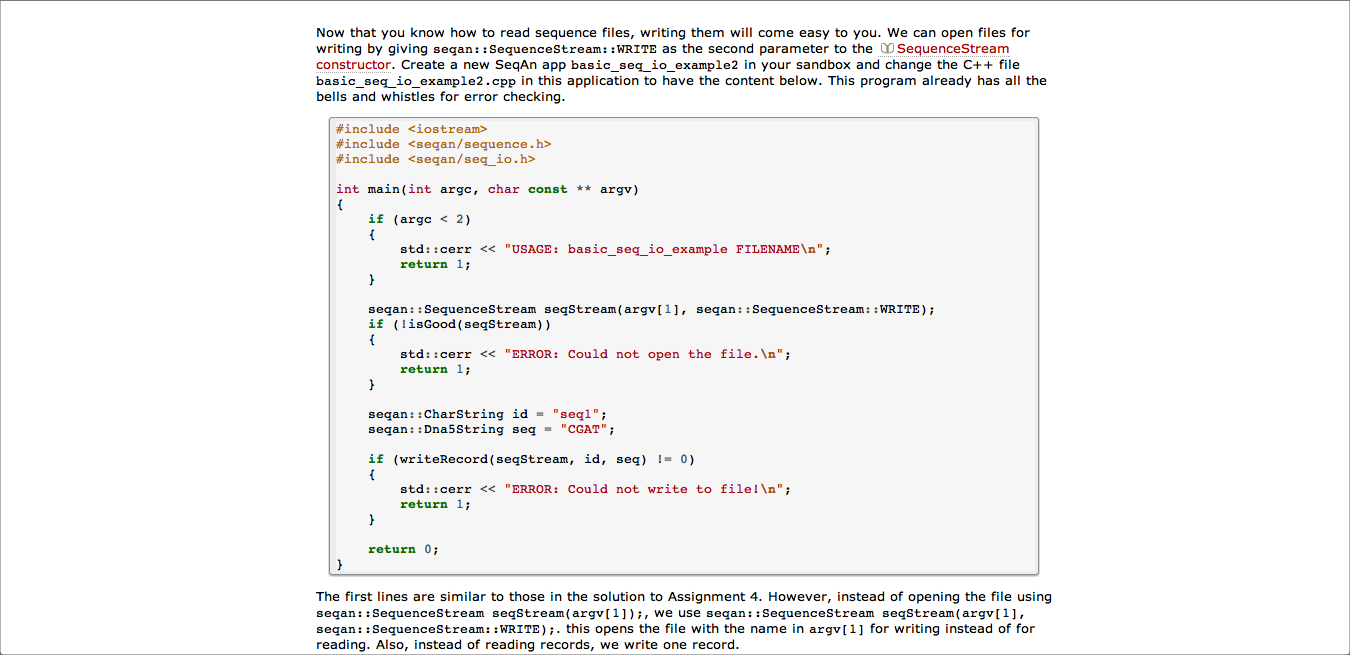 Now that you know how to read sequence files, writing them will come easy to you. We can open files for
writing by giving seqan::SequenceStream::WRITE as the second parameter to the SequenceStream
constructor. Create a new SeqAn app basic_seq_io_example2 in your sandbox and change the C++ file
basic_seq_io_example2.cpp in this application to have the content below. This program already has all the
bells and whistles for error checking.
#include <iostream>
#include <seqan/sequence.h>
#include <seqan/seq_io.h>
int main(int argc, char const ** argv)
{
    if (argc < 2)
    {
        std::cerr << "USAGE: basic_seq_io_example FILENAME\n";
        return 1;
    }
    seqan::SequenceStream seqStream(argv[1], seqan::SequenceStream::WRITE);
    if (!isGood(seqStream))
    {
        std::cerr << "ERROR: Could not open the file.\n";
        return 1;
    }
    seqan::CharString id = "seq1";
    seqan::Dna5String seq = "CGAT";
    if (writeRecord(seqStream, id, seq) != 0)
    {
        std::cerr << "ERROR: Could not write to file!\n";
        return 1;
    }
    return 0;
}
The first lines are similar to those in the solution to Assignment 4. However, instead of opening the file using
seqan::SequenceStream seqStream(argv[1]);, we use seqan::SequenceStream seqStream(argv[1],
seqan::SequenceStream::WRITE);. this opens the file with the name in argv[1] for writing instead of for
reading. Also, instead of reading records, we write one record.